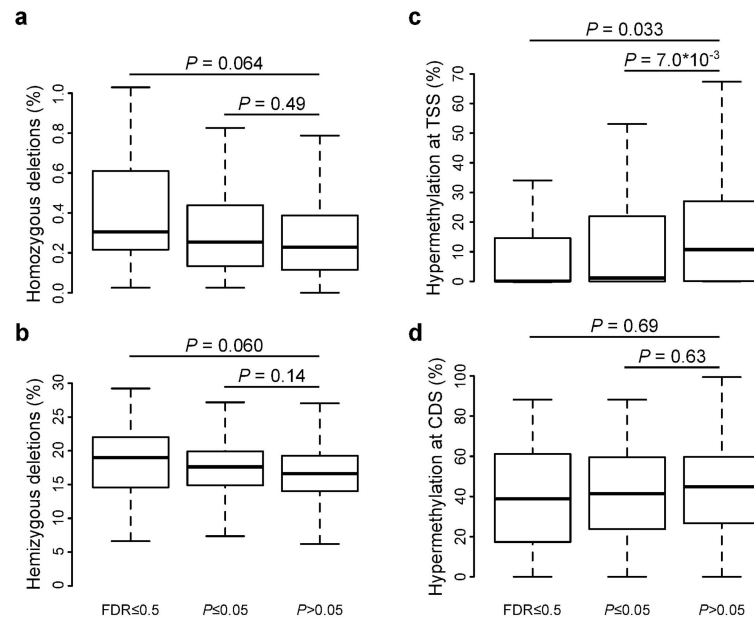 a
P = 0.064
P = 0.49
Homozygous deletions (%)
1.0
0.8
0.6
0.4
0.2
0.0
b
P = 0.060
P = 0.14
Hemizygous deletions (%)
30
25
20
15
10
5
0
FDR≤0.5 P≤0.05 P>0.05
c
P = 0.033
P = 7.0*10-3
Hypermethylation at TSS (%)
70
60
50
40
30
20
10
0
d
P = 0.69
P = 0.63
Hypermethylation at CDS (%)
100
80
60
40
20
0
FDR≤0.5 P≤0.05 P>0.05